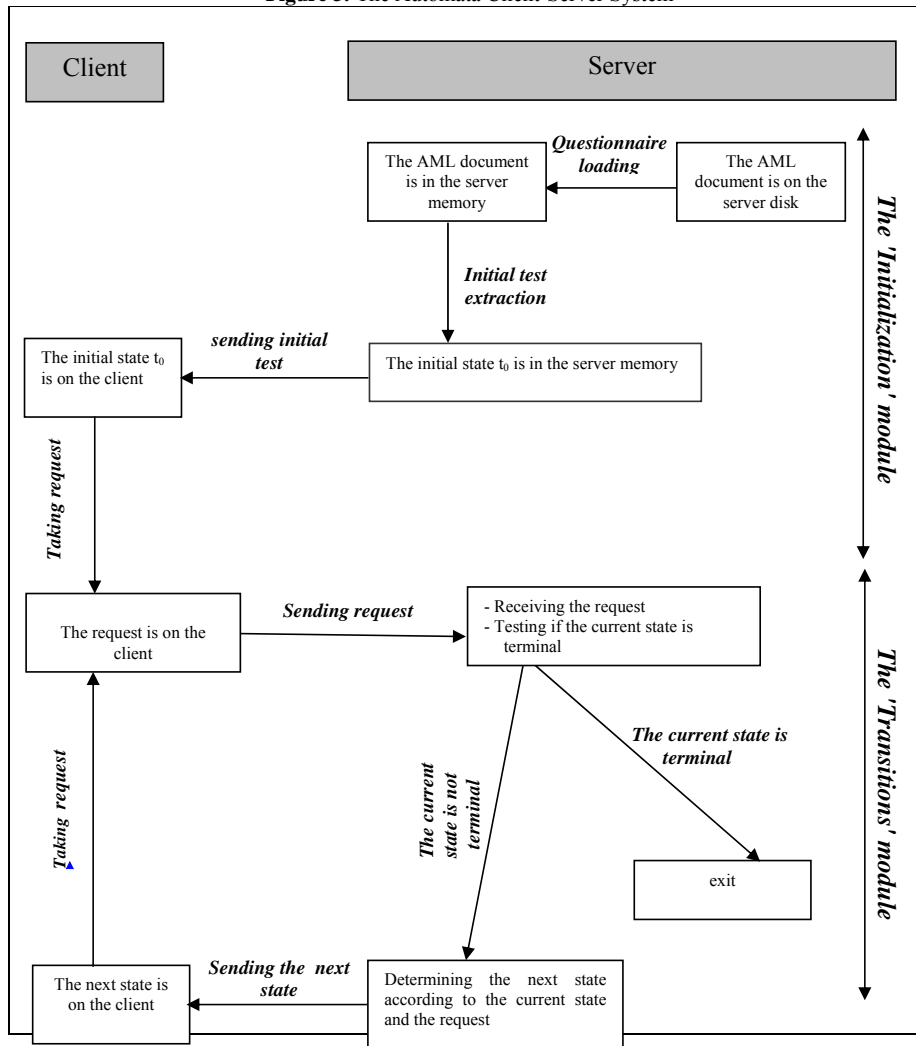 Figure 3. The Automata Client-Server System
Client
Server
Questionnaire
loading
The AML document
is in the server
memory
The AML
document is on the
server disk
Initial test
extraction
sending initial
test
The initial state t₀
is on the client
The initial state t₀ is in the server memory
The 'Initialization' module
Taking request
The request is on the
client
Sending request
- Receiving the request
- Testing if the current state is
terminal
The current state is
terminal
The current
state is not
terminal
Taking request
exit
The 'Transitions' module
The next state is
on the client
Sending the next
state
Determining the next state
according to the current state
and the request